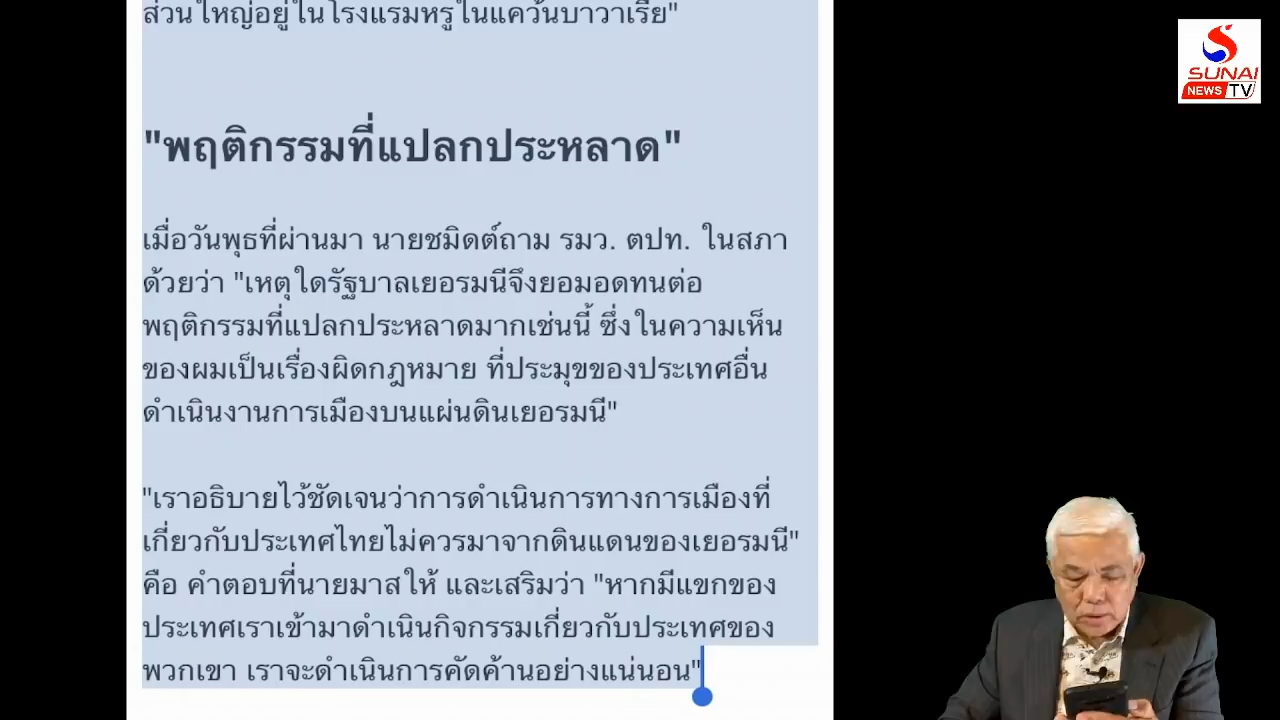 ส่วนใหญ่อยู่ในโรงแรมหรูในแคว้นบาวาเรีย"
"พฤติกรรมที่แปลกประหลาด"
เมื่อวันพุธที่ผ่านมา นายชมิดต์ถาม รมว. ตปท. ในสภา
ด้วยว่า "เหตุใดรัฐบาลเยอรมนีจึงยอมอดทนต่อ
พฤติกรรมที่แปลกประหลาดมากเช่นนี้ ซึ่งในความเห็น
ของผมเป็นเรื่องผิดกฎหมาย ที่ประมุขของประเทศอื่น
ดำเนินงานการเมืองบนแผ่นดินเยอรมนี"
"เราอธิบายไว้ชัดเจนว่าการดำเนินการทางการเมืองที่
เกี่ยวกับประเทศไทยไม่ควรมาจากดินแดนของเยอรมนี"
คือ คำตอบที่นายมาสให้ และเสริมว่า "หากมีแขกของ
ประเทศเราเข้ามาดำเนินกิจกรรมเกี่ยวกับประเทศของ
พวกเขา เราจะดำเนินการคัดค้านอย่างแน่นอน"
SUNAI
NEWS TV